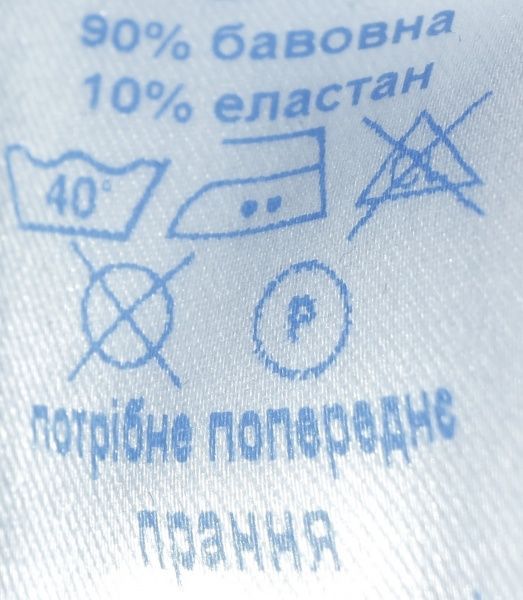 90% бавовна
10% еластан
40°
P
потрібне попереднє
прання